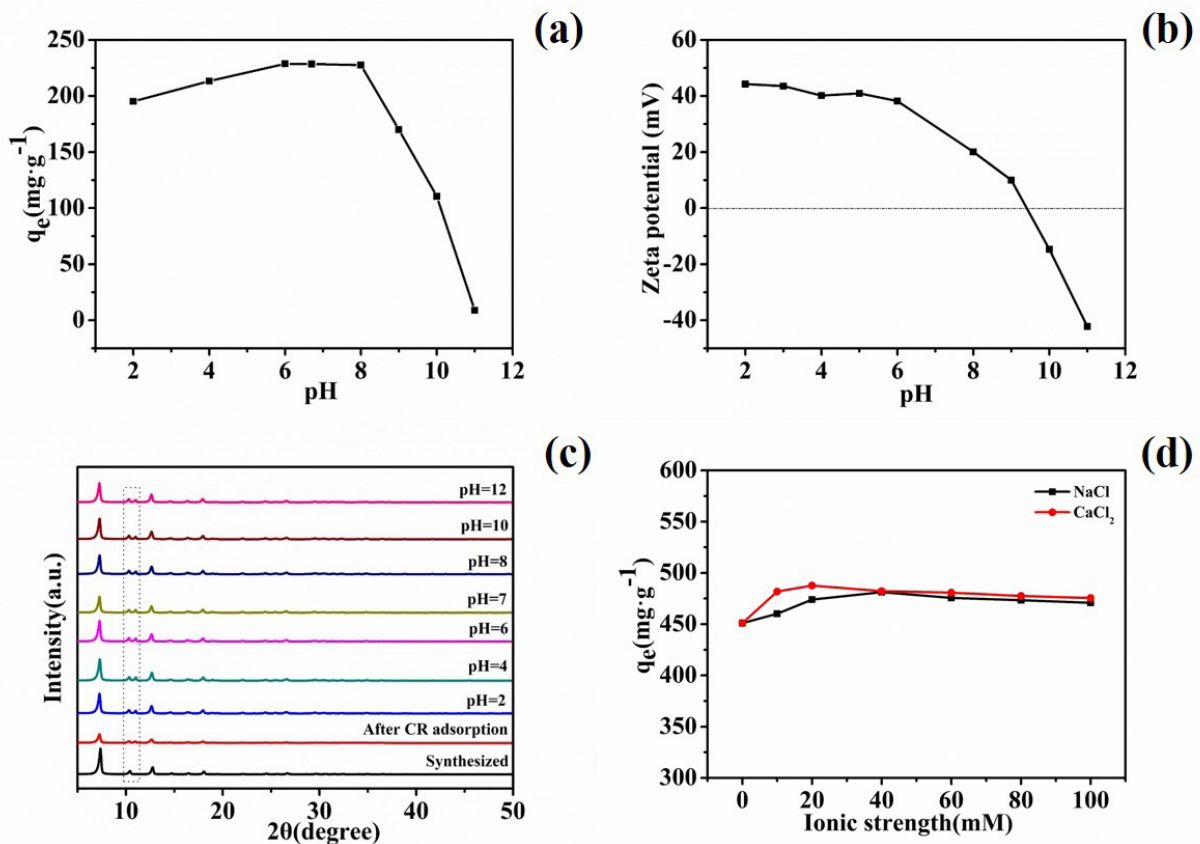 (a)
250
200
150
100
50
0
qe(mg·g-1)
2 4 6 8 10 12
pH
(b)
60
40
20
0
-20
-40
Zeta potential (mV)
2 4 6 8 10 12
pH
(c)
pH=12
pH=10
pH=8
pH=7
pH=6
pH=4
pH=2
After CR adsorption
Synthesized
Intensity(a.u.)
10 20 30 40 50
2θ(degree)
(d)
600
550
500
450
400
350
300
qe(mg·g-1)
NaCl
CaCl2
0 20 40 60 80 100
Ionic strength(mM)